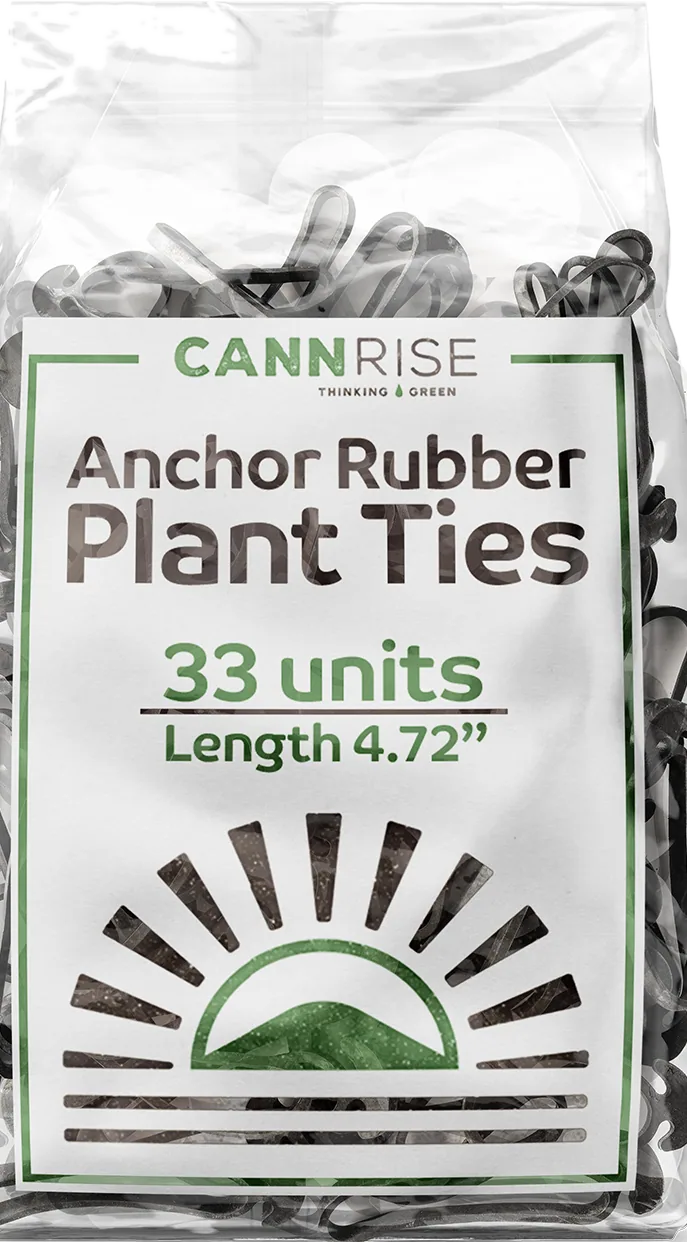 CANNRISE
THINKING GREEN
Anchor Rubber
Plant Ties
33 units
Length 4.72”